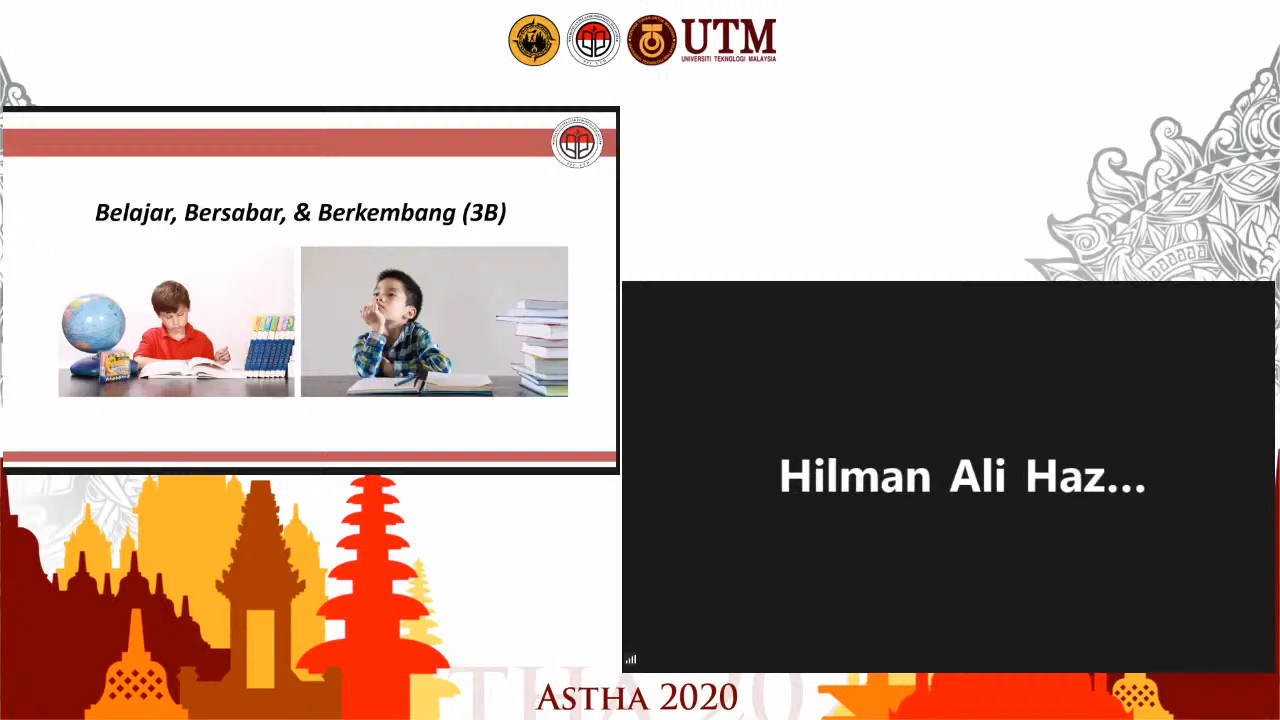 UTM
UNIVERSITI TEKNOLOGI MALAYSIA
Belajar, Bersabar, & Berkembang (3B)
Hilman Ali Haz...
ASTHA 2020